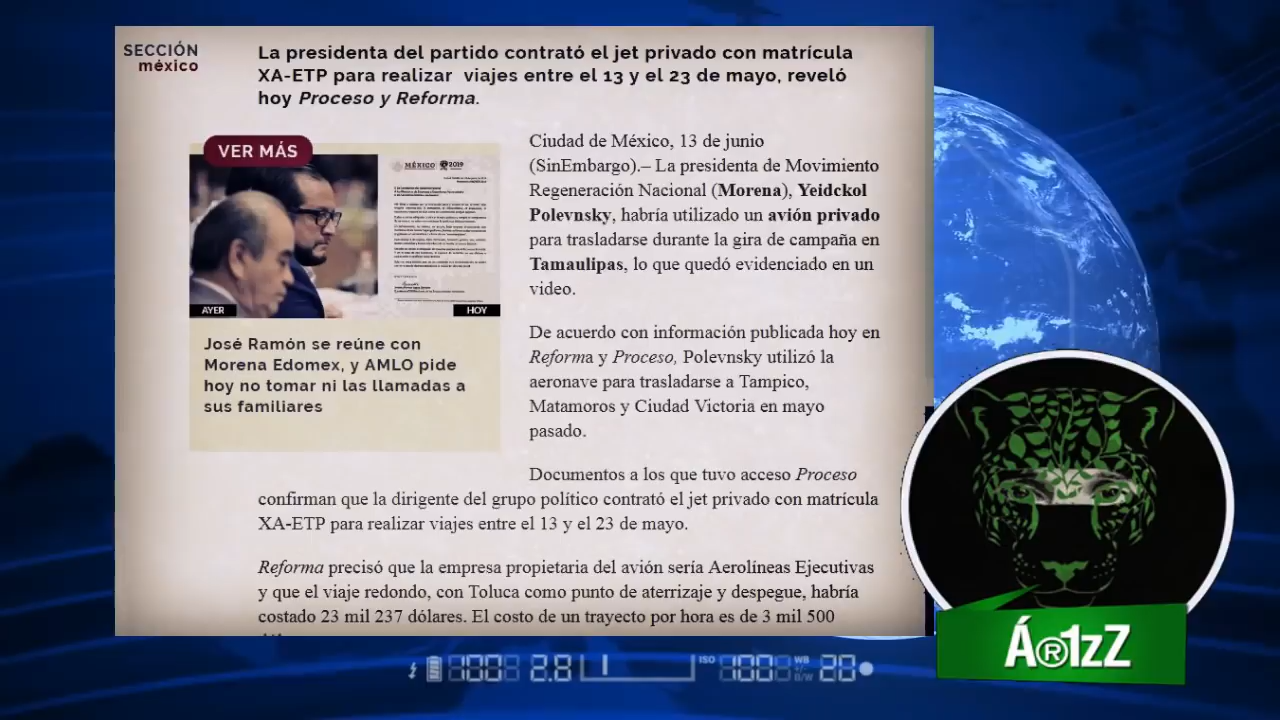 SECCIÓN
méxico
La presidenta del partido contrató el jet privado con matrícula
XA-ETP para realizar viajes entre el 13 y el 23 de mayo, reveló
hoy Proceso y Reforma.
VER MÁS
MÉXICO 2019
AYER
HOY
José Ramón se reúne con
Morena Edomex, y AMLO pide
hoy no tomar ni las llamadas a
sus familiares
Ciudad de México, 13 de junio
(SinEmbargo).– La presidenta de Movimiento
Regeneración Nacional (Morena), Yeidckol
Polevnsky, habría utilizado un avión privado
para trasladarse durante la gira de campaña en
Tamaulipas, lo que quedó evidenciado en un
video.
De acuerdo con información publicada hoy en
Reforma y Proceso, Polevnsky utilizó la
aeronave para trasladarse a Tampico,
Matamoros y Ciudad Victoria en mayo
pasado.
Documentos a los que tuvo acceso Proceso
confirman que la dirigente del grupo político contrató el jet privado con matrícula
XA-ETP para realizar viajes entre el 13 y el 23 de mayo.
Reforma precisó que la empresa propietaria del avión sería Aerolíneas Ejecutivas
y que el viaje redondo, con Toluca como punto de aterrizaje y despegue, habría
costado 23 mil 237 dólares. El costo de un trayecto por hora es de 3 mil 500
Á®1zZ
100 2.8 ISO 100 WB B/W 20